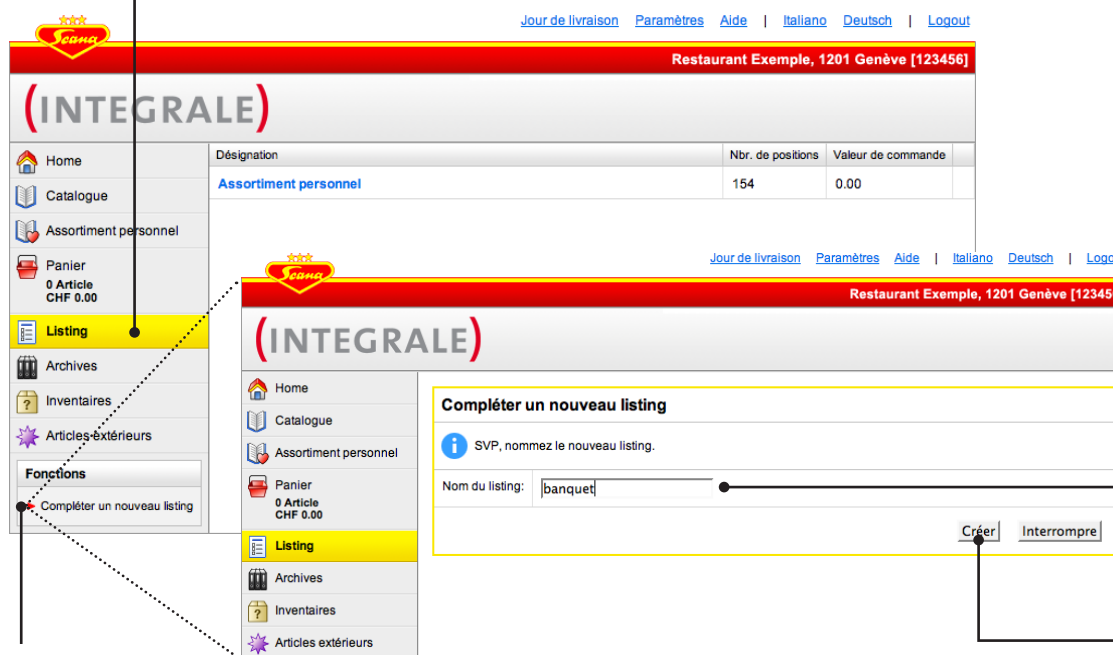 Jour de livraison Paramètres Aide | Italiano Deutsch | Logout
Scana
Restaurant Exemple, 1201 Genève [123456]
(INTEGRALE)
Home
Catalogue
Assortiment personnel
Panier
0 Article
CHF 0.00
Listing
Archives
Inventaires
Articles extérieurs
Fonctions
Compléter un nouveau listing
Désignation Nbr. de positions Valeur de commande
Assortiment personnel 154 0.00
Jour de livraison Paramètres Aide | Italiano Deutsch | Logo
Scana
Restaurant Exemple, 1201 Genève [12345
(INTEGRALE)
Home
Catalogue
Assortiment personnel
Panier
0 Article
CHF 0.00
Listing
Archives
Inventaires
Articles extérieurs
Compléter un nouveau listing
SVP, nommez le nouveau listing.
Nom du listing: banquet
Créer Interrompre